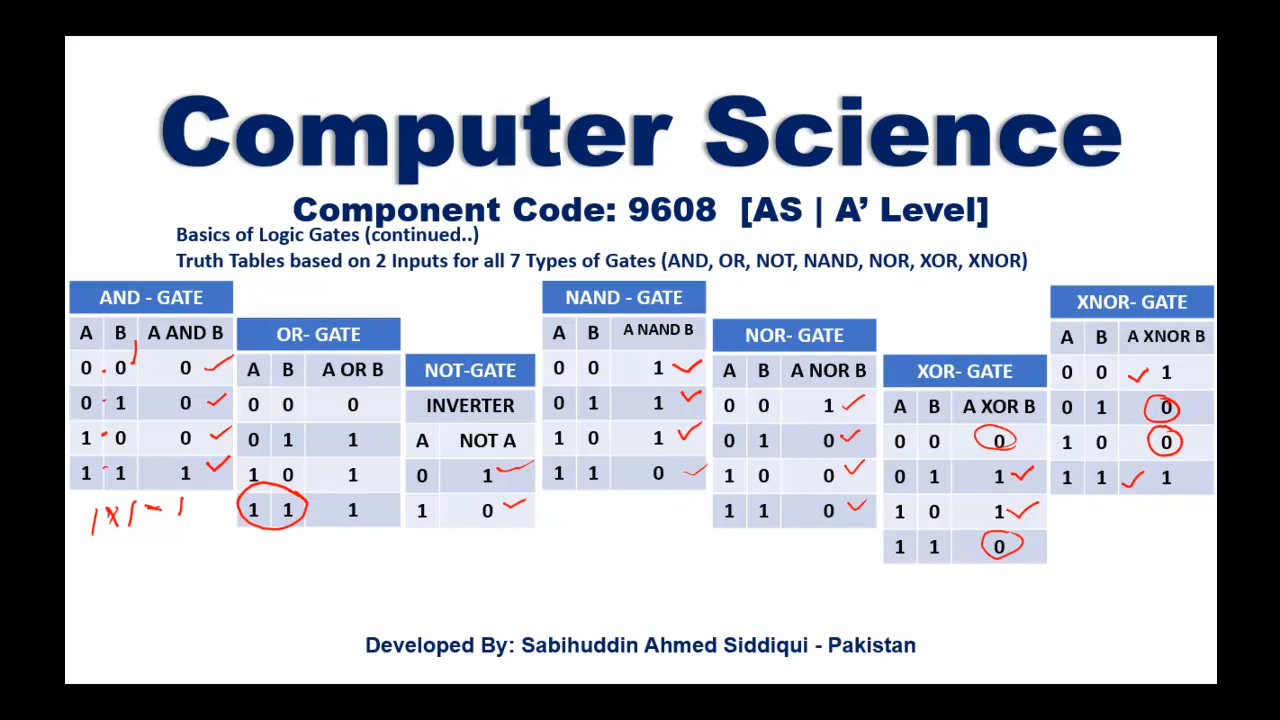 Computer Science
Component Code: 9608 [AS | A’ Level]
Basics of Logic Gates (continued..)
Truth Tables based on 2 Inputs for all 7 Types of Gates (AND, OR, NOT, NAND, NOR, XOR, XNOR)
AND - GATE
A B A AND B
0 0 0
0 1 0
1 0 0
1 1 1
1x1=1
OR- GATE
A B A OR B
0 0 0
0 1 1
1 0 1
1 1 1
NOT-GATE
INVERTER
A NOT A
0 1
1 0
NAND - GATE
A B A NAND B
0 0 1
0 1 1
1 0 1
1 1 0
NOR- GATE
A B A NOR B
0 0 1
0 1 0
1 0 0
1 1 0
XOR- GATE
A B A XOR B
0 0 0
0 1 1
1 0 1
1 1 0
XNOR- GATE
A B A XNOR B
0 0 1
0 1 0
1 0 0
1 1 1
Developed By: Sabihuddin Ahmed Siddiqui - Pakistan